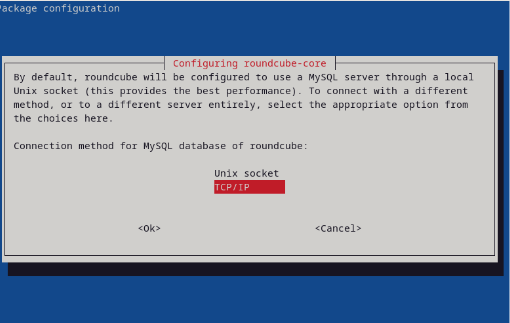 Package configuration
Configuring roundcube-core
By default, roundcube will be configured to use a MySQL server through a local
Unix socket (this provides the best performance). To connect with a different
method, or to a different server entirely, select the appropriate option from
the choices here.
Connection method for MySQL database of roundcube:
Unix socket
TCP/IP
<Ok> <Cancel>